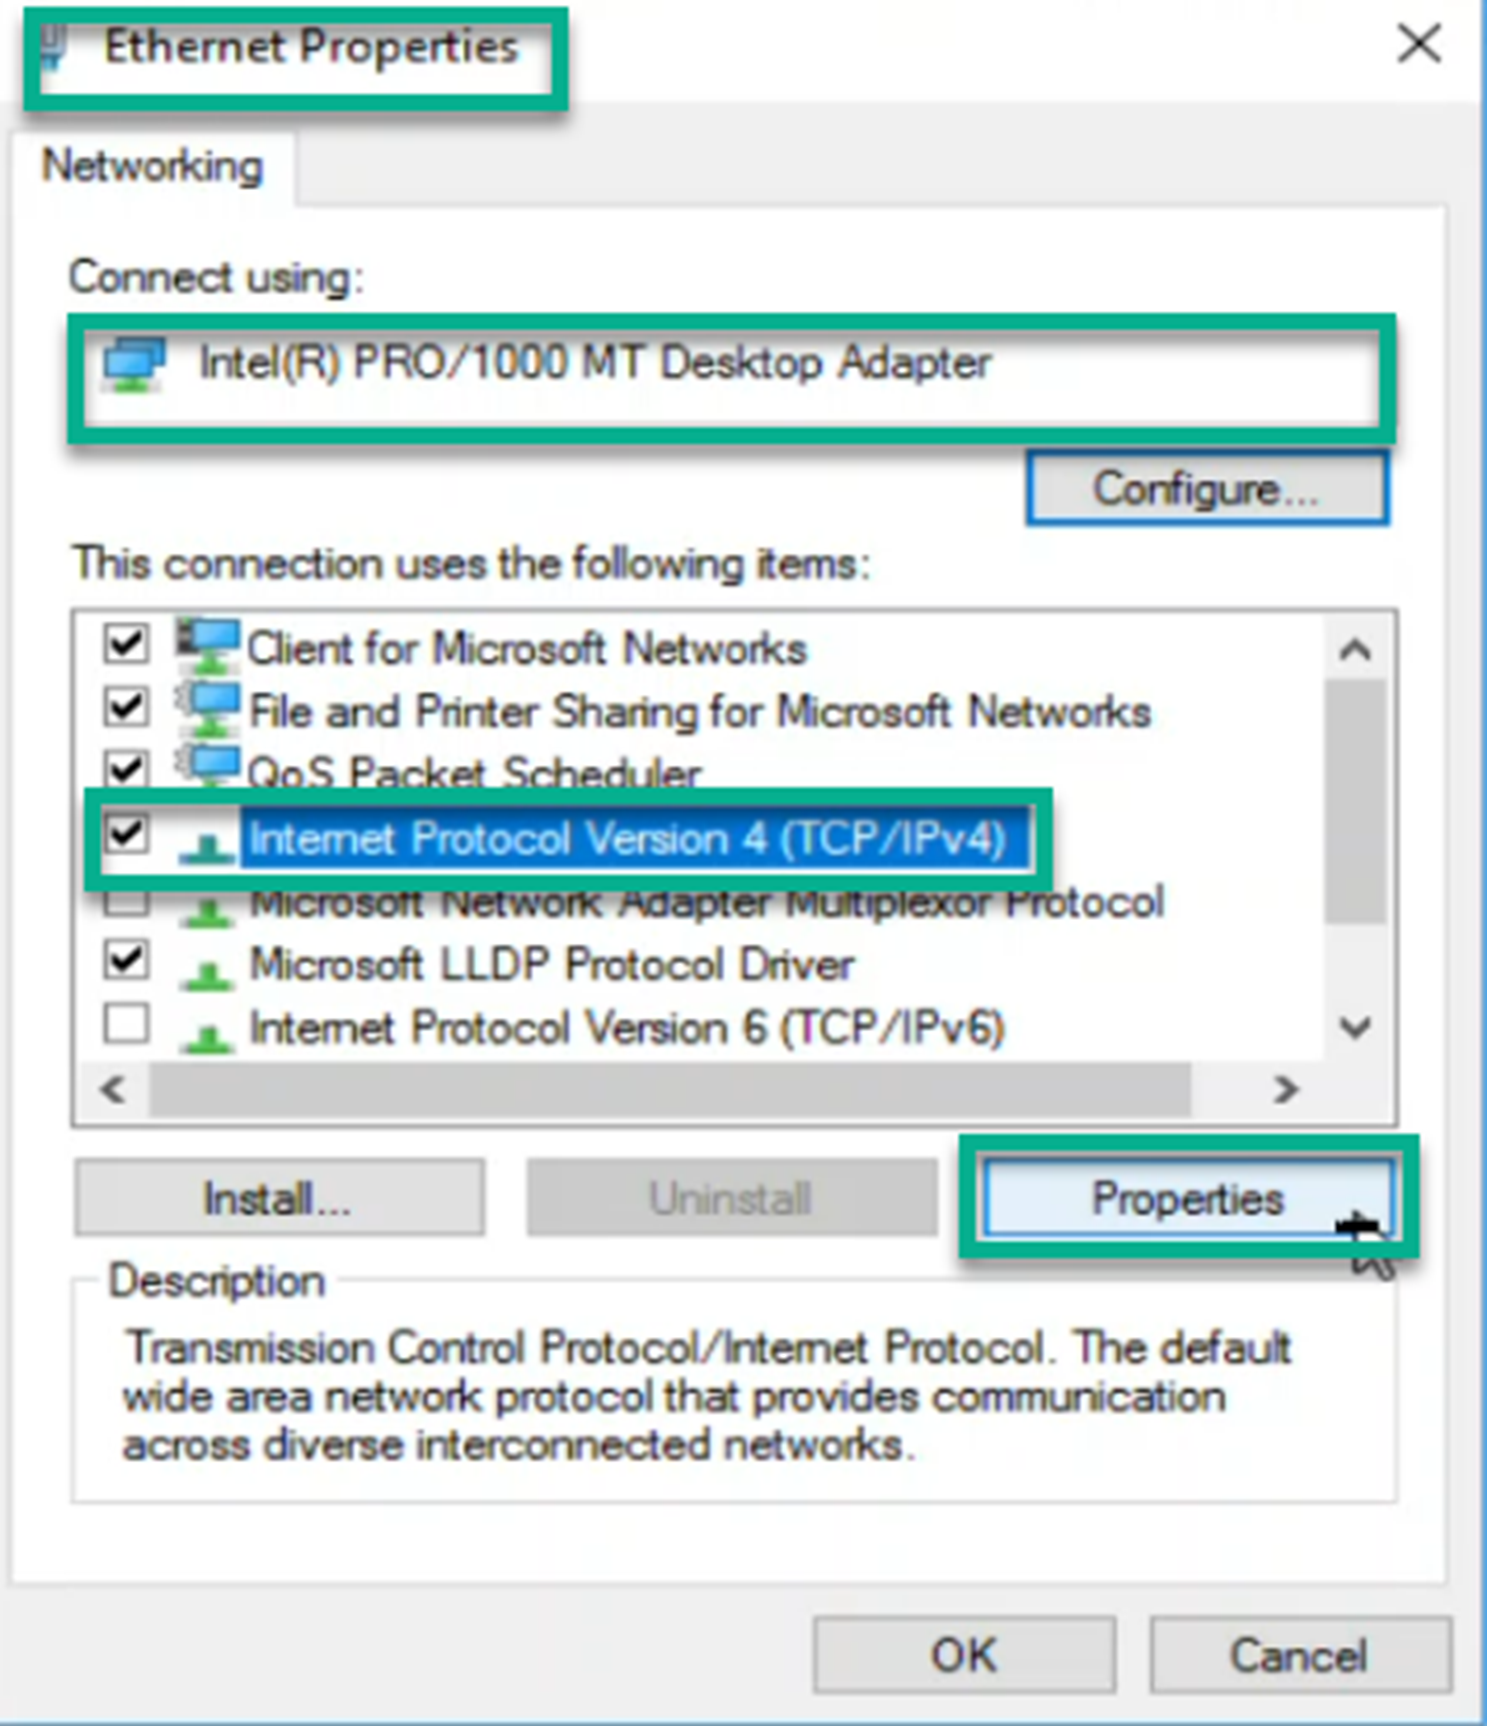 Ethernet Properties
Networking
Connect using:
Intel(R) PRO/1000 MT Desktop Adapter
Configure...
This connection uses the following items:
Client for Microsoft Networks
File and Printer Sharing for Microsoft Networks
QoS Packet Scheduler
Internet Protocol Version 4 (TCP/IPv4)
Microsoft Network Adapter Multiplexor Protocol
Microsoft LLDP Protocol Driver
Internet Protocol Version 6 (TCP/IPv6)
Install...
Uninstall
Properties
Description
Transmission Control Protocol/Internet Protocol. The default
wide area network protocol that provides communication
across diverse interconnected networks.
OK
Cancel